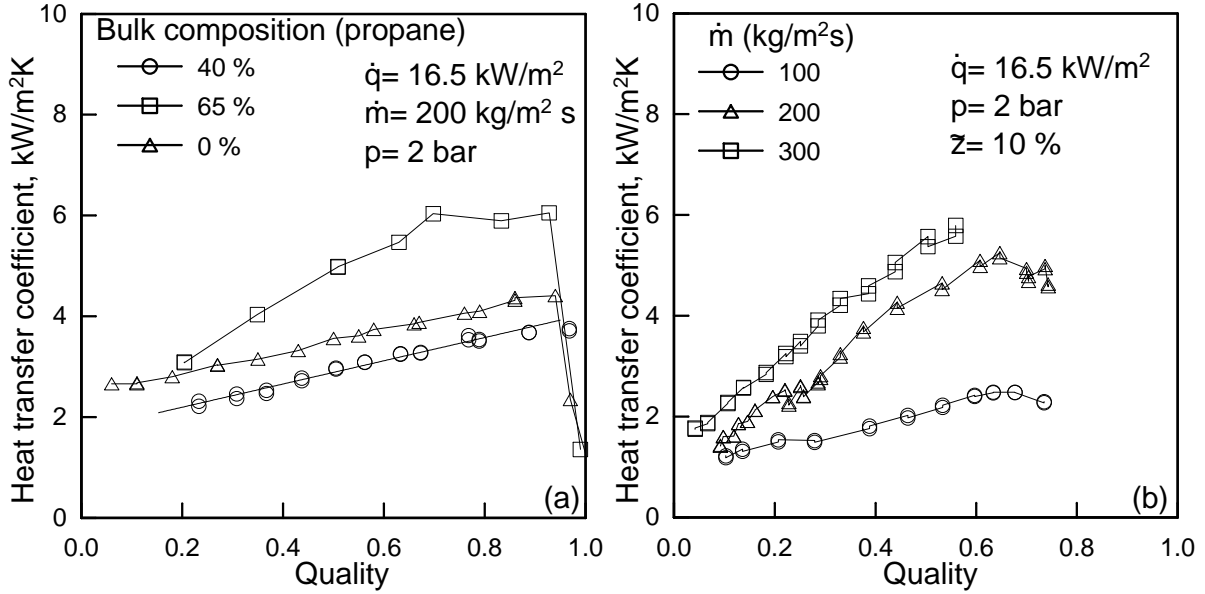 Heat transfer coefficient, kW/m²K
10
8
6
4
2
0
Bulk composition (propane)
40 %
65 %
0 %
q̇= 16.5 kW/m²
ṁ= 200 kg/m² s
p= 2 bar
(a)
0.0 0.2 0.4 0.6 0.8 1.0
Quality
Heat transfer coefficient, kW/m²K
10
8
6
4
2
0
ṁ (kg/m²s)
100
200
300
q̇= 16.5 kW/m²
p= 2 bar
z̃= 10 %
(b)
0.0 0.2 0.4 0.6 0.8 1.0
Quality